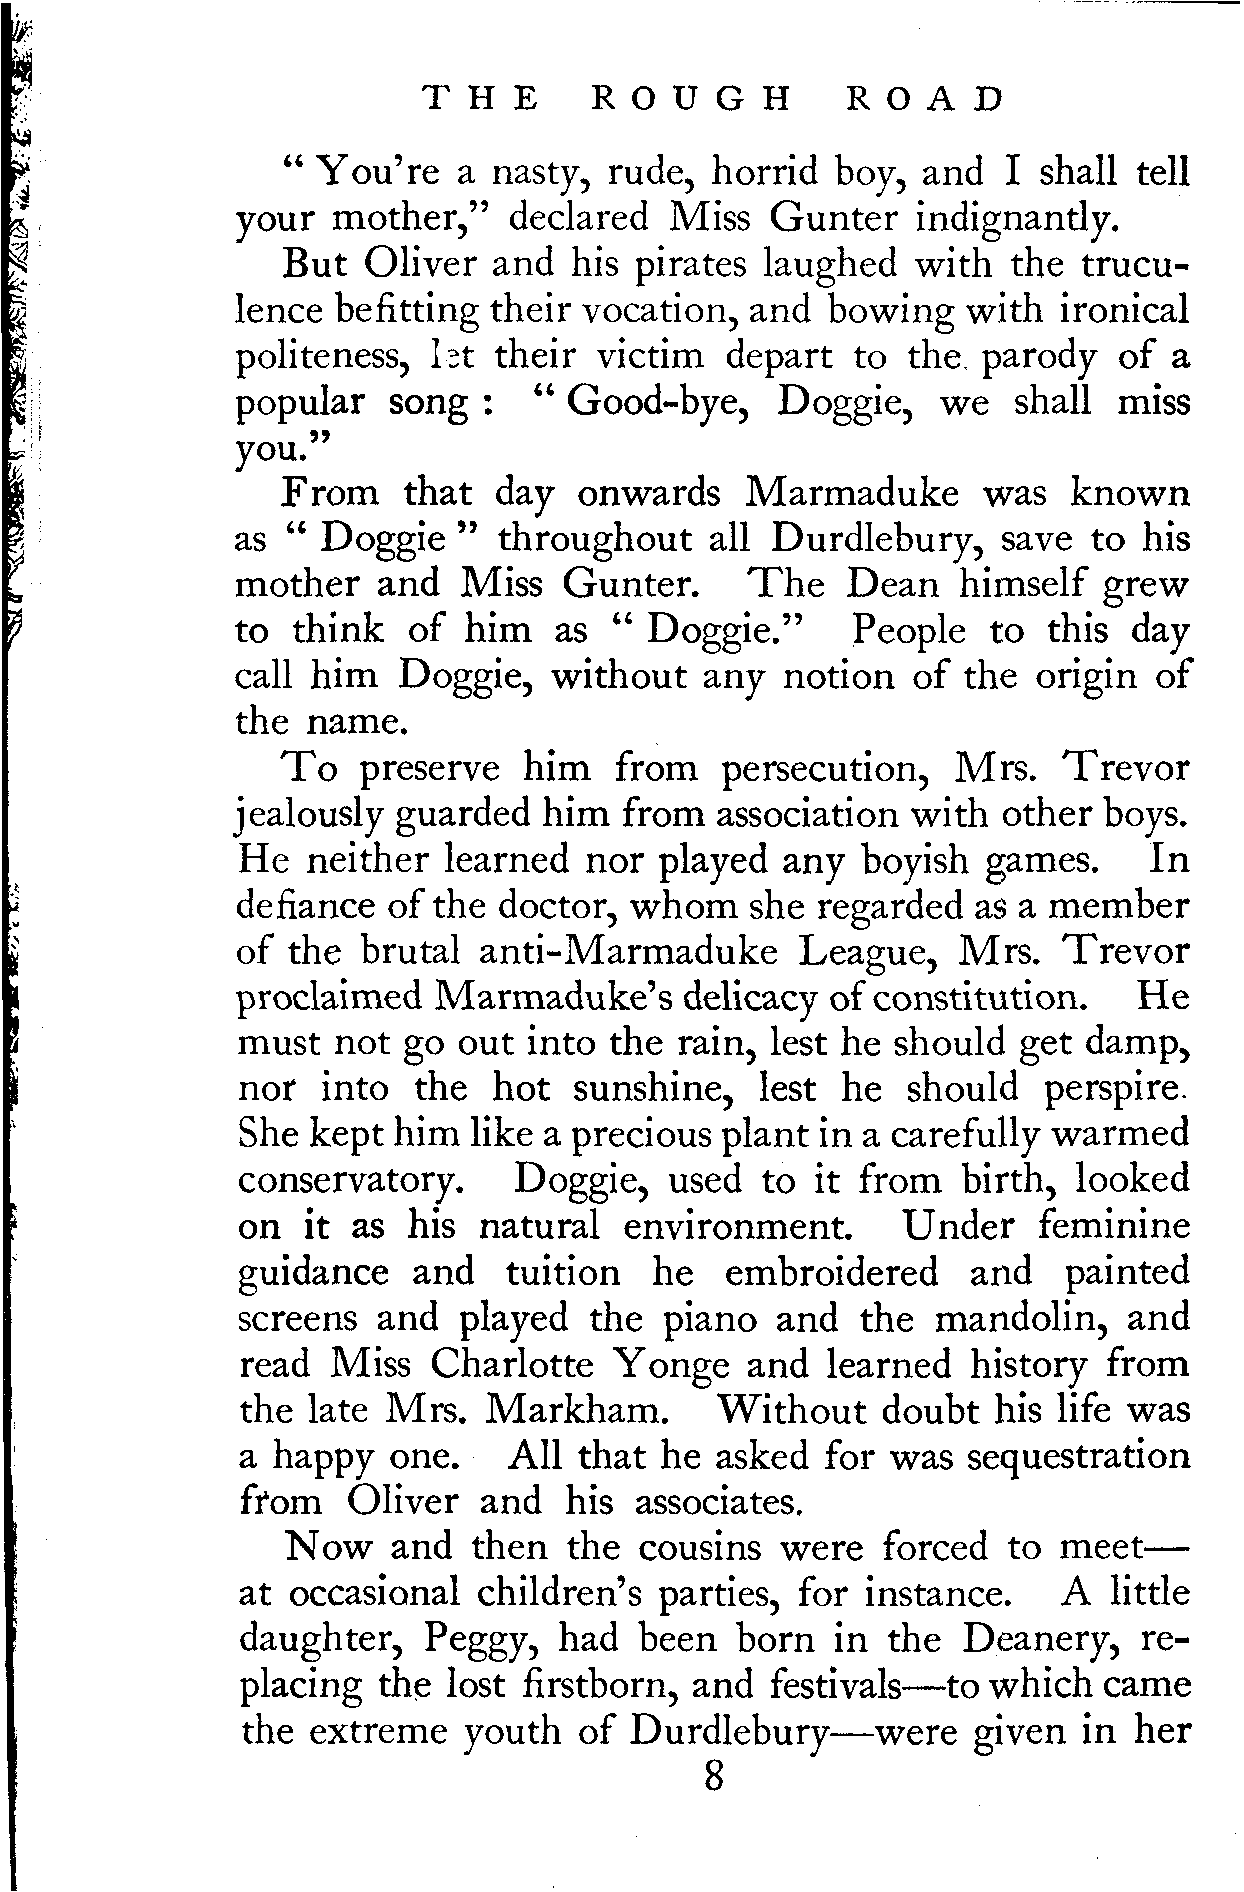 THE ROUGH ROAD
“ You're a nasty, rude, horrid boy, and I shall tell
your mother,” declared Miss Gunter indignantly.
But Oliver and his pirates laughed with the trucu-
lence befitting their vocation, and bowing with ironical
politeness, let their victim depart to the parody of a
popular song : “ Good-bye, Doggie, we shall miss
you.”
From that day onwards Marmaduke was known
as “ Doggie ” throughout all Durdlebury, save to his
mother and Miss Gunter. The Dean himself grew
to think of him as “ Doggie.” People to this day
call him Doggie, without any notion of the origin of
the name.
To preserve him from persecution, Mrs. Trevor
jealously guarded him from association with other boys.
He neither learned nor played any boyish games. In
defiance of the doctor, whom she regarded as a member
of the brutal anti-Marmaduke League, Mrs. Trevor
proclaimed Marmaduke's delicacy of constitution. He
must not go out into the rain, lest he should get damp,
nor into the hot sunshine, lest he should perspire.
She kept him like a precious plant in a carefully warmed
conservatory. Doggie, used to it from birth, looked
on it as his natural environment. Under feminine
guidance and tuition he embroidered and painted
screens and played the piano and the mandolin, and
read Miss Charlotte Yonge and learned history from
the late Mrs. Markham. Without doubt his life was
a happy one. All that he asked for was sequestration
from Oliver and his associates.
Now and then the cousins were forced to meet—
at occasional children's parties, for instance. A little
daughter, Peggy, had been born in the Deanery, re-
placing the lost firstborn, and festivals—to which came
the extreme youth of Durdlebury—were given in her
8